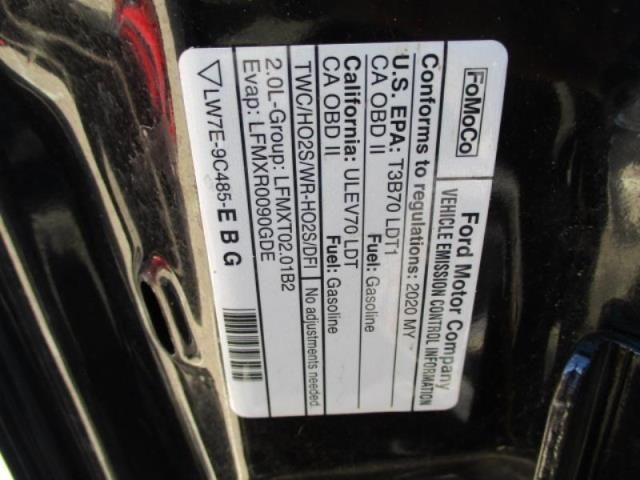 FoMoCo
Ford Motor Company
VEHICLE EMISSION CONTROL INFORMATION
Conforms to regulations: 2020 MY
U.S. EPA: T3B70 LDT1 Fuel: Gasoline
CA OBD II
California: ULEV70 LDT Fuel: Gasoline
CA OBD II
TWC/HO2S/WR-HO2S/DFI No adjustments needed.
2.0L-Group: LFMXT02.01B2
Evap: LFMXR0090GDE
LW7E-9C485-E B G